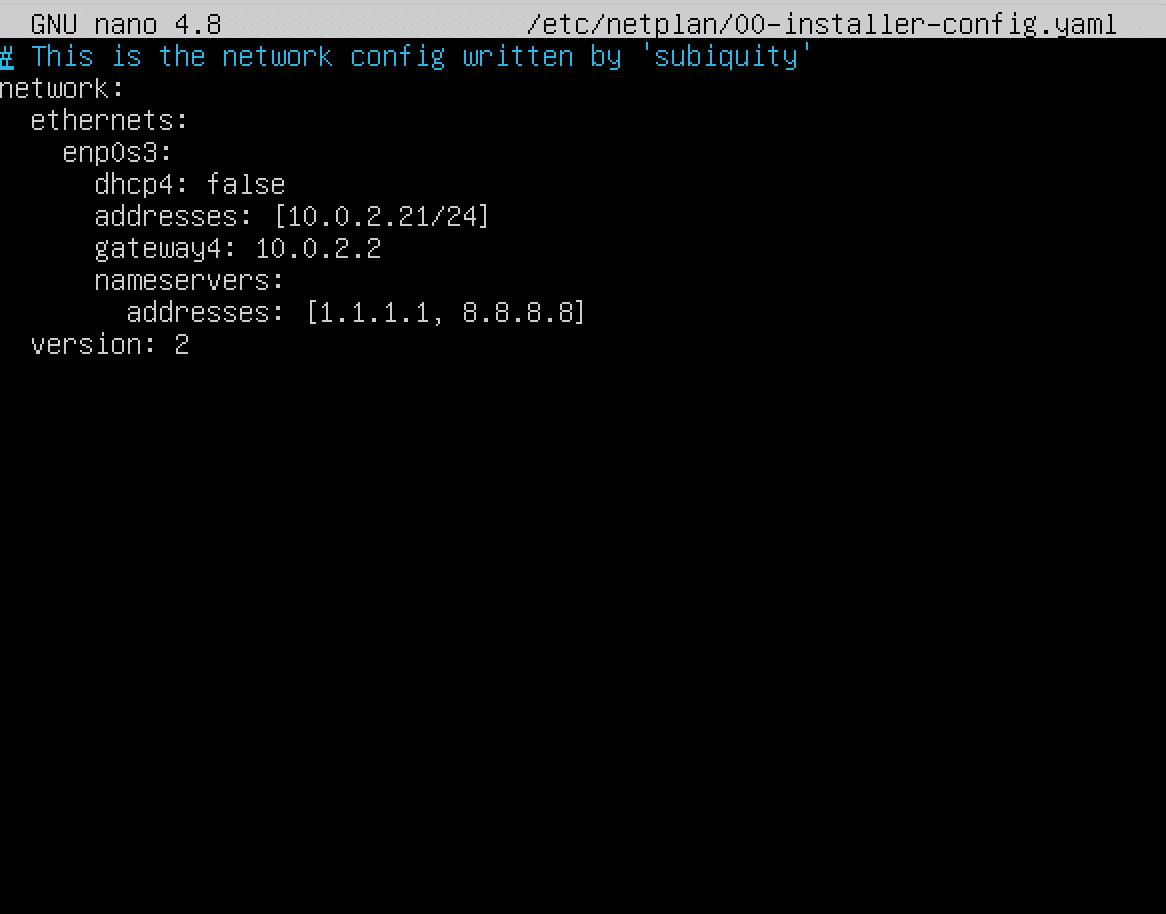 GNU nano 4.8 /etc/netplan/00-installer-config.yaml
# This is the network config written by 'subiquity'
network:
  ethernets:
    enp0s3:
      dhcp4: false
      addresses: [10.0.2.21/24]
      gateway4: 10.0.2.2
      nameservers:
        addresses: [1.1.1.1, 8.8.8.8]
  version: 2